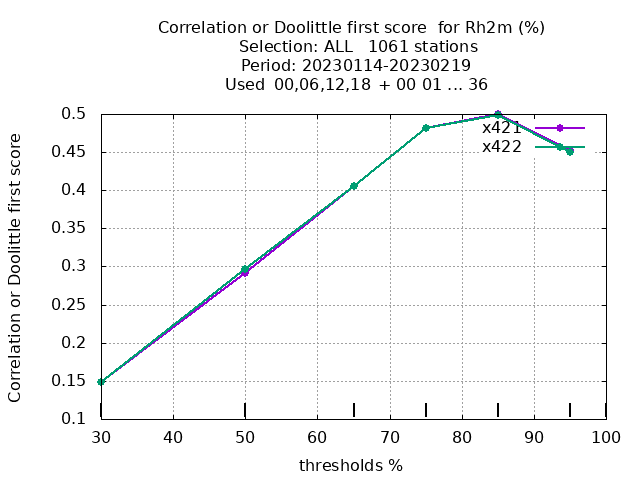 Correlation or Doolittle first score  for Rh2m (%)
Selection: ALL   1061 stations
Period: 20230114-20230219
Used  00,06,12,18  + 00 01 ... 36
Correlation or Doolittle first score
0.5
0.45
0.4
0.35
0.3
0.25
0.2
0.15
0.1
x421
x422
30 40 50 60 70 80 90 100
thresholds %